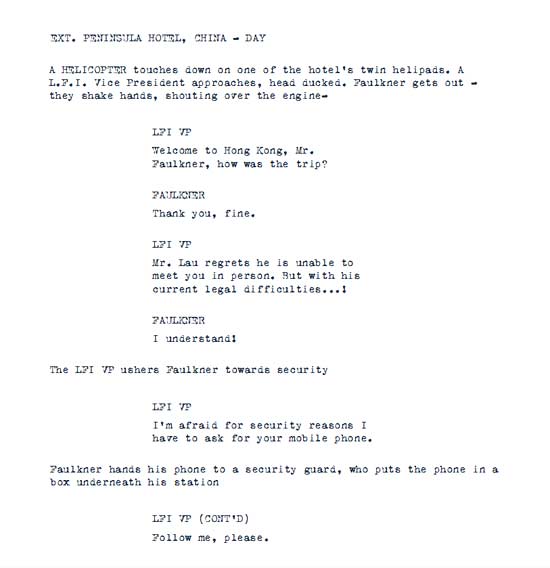 EXT. PENINSULA HOTEL, CHINA - DAY
A HELICOPTER touches down on one of the hotel's twin helipads. A
L.F.I. Vice President approaches, head ducked. Faulkner gets out -
they shake hands, shouting over the engine-
LFI VP
Welcome to Hong Kong, Mr.
Faulkner, how was the trip?
FAULKNER
Thank you, fine.
LFI VP
Mr. Lau regrets he is unable to
meet you in person. But with his
current legal difficulties...!
FAULKNER
I understand!
The LFI VP ushers Faulkner towards security
LFI VP
I'm afraid for security reasons I
have to ask for your mobile phone.
Faulkner hands his phone to a security guard, who puts the phone in a
box underneath his station
LFI VP (CONT'D)
Follow me, please.